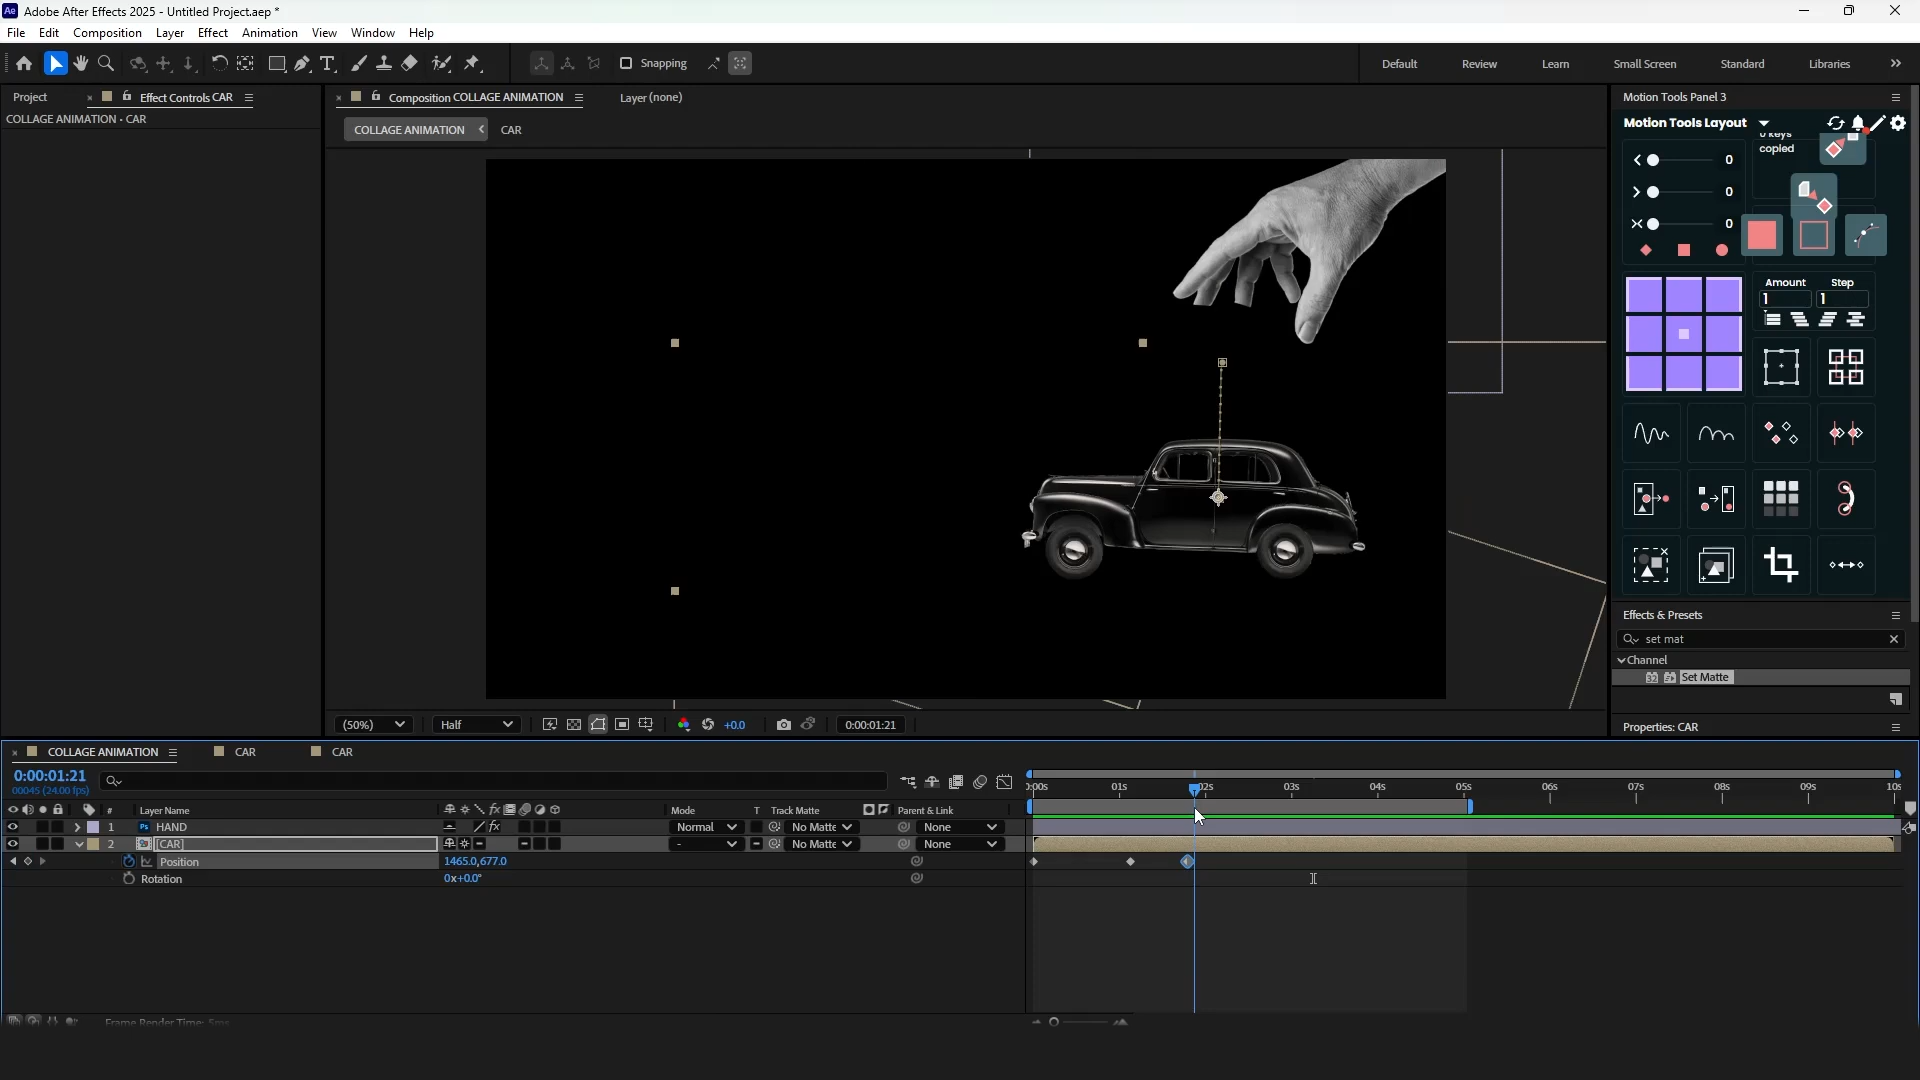 Adobe After Effects 2025 - Untitled Project.aep *
File Edit Composition Layer Effect Animation View Window Help
Snapping
Default Review Learn Small Screen Standard Libraries
Project Effect Controls CAR
COLLAGE ANIMATION • CAR
Composition COLLAGE ANIMATION Layer (none)
COLLAGE ANIMATION CAR
Motion Tools Panel 3
Motion Tools Layout
0 keys
copied
0
0
0
Amount Step
1 1
Effects & Presets
set mat
Channel
Set Matte
Properties: CAR
(50%) Half +0.0 0:00:01:21
COLLAGE ANIMATION CAR CAR
0:00:01:21
00045 (24.00 fps)
:00s 01s 02s 03s 04s 05s 06s 07s 08s 09s 10s
# Layer Name Mode T Track Matte Parent & Link
1 Ps HAND fx Normal No Matte None
2 [CAR] - No Matte None
Position 1465.0,677.0
Rotation 0x+0.0°
Frame Render Time: 5ms